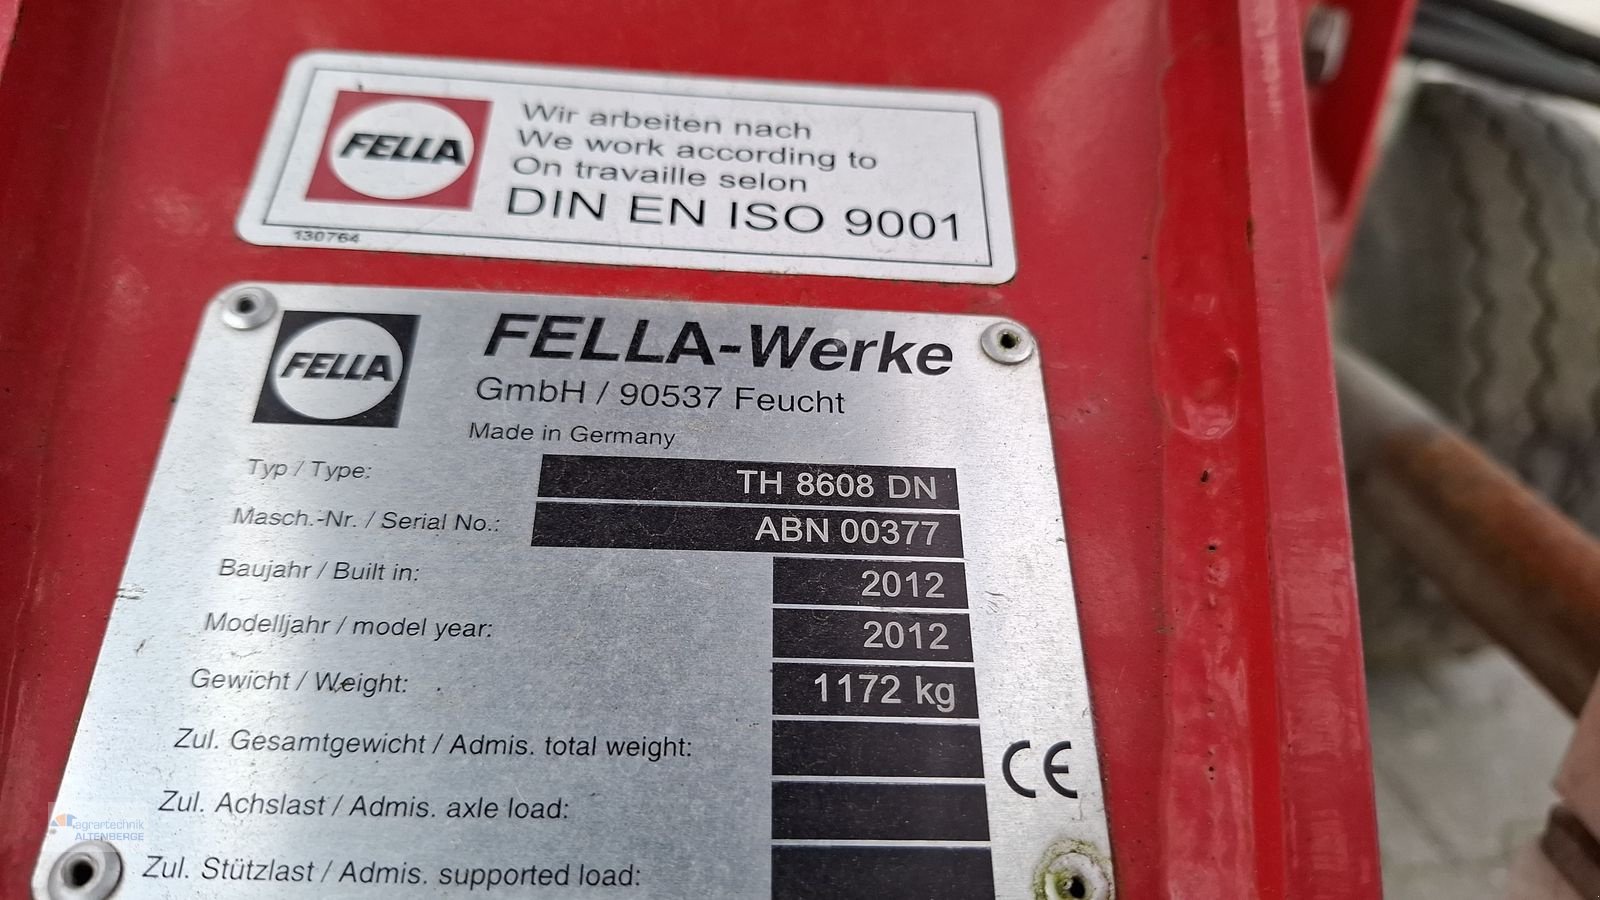 FELLA
Wir arbeiten nach
We work according to
On travaille selon
DIN EN ISO 9001
130764
FELLA
FELLA-Werke
GmbH / 90537 Feucht
Made in Germany
Typ / Type: TH 8608 DN
Masch.-Nr. / Serial No.: ABN 00377
Baujahr / Built in: 2012
Modelljahr / model year: 2012
Gewicht / Weight: 1172 kg
Zul. Gesamtgewicht / Admis. total weight:
Zul. Achslast / Admis. axle load:
Zul. Stützlast / Admis. supported load:
CE
agrartechnik
ALTENBERGE